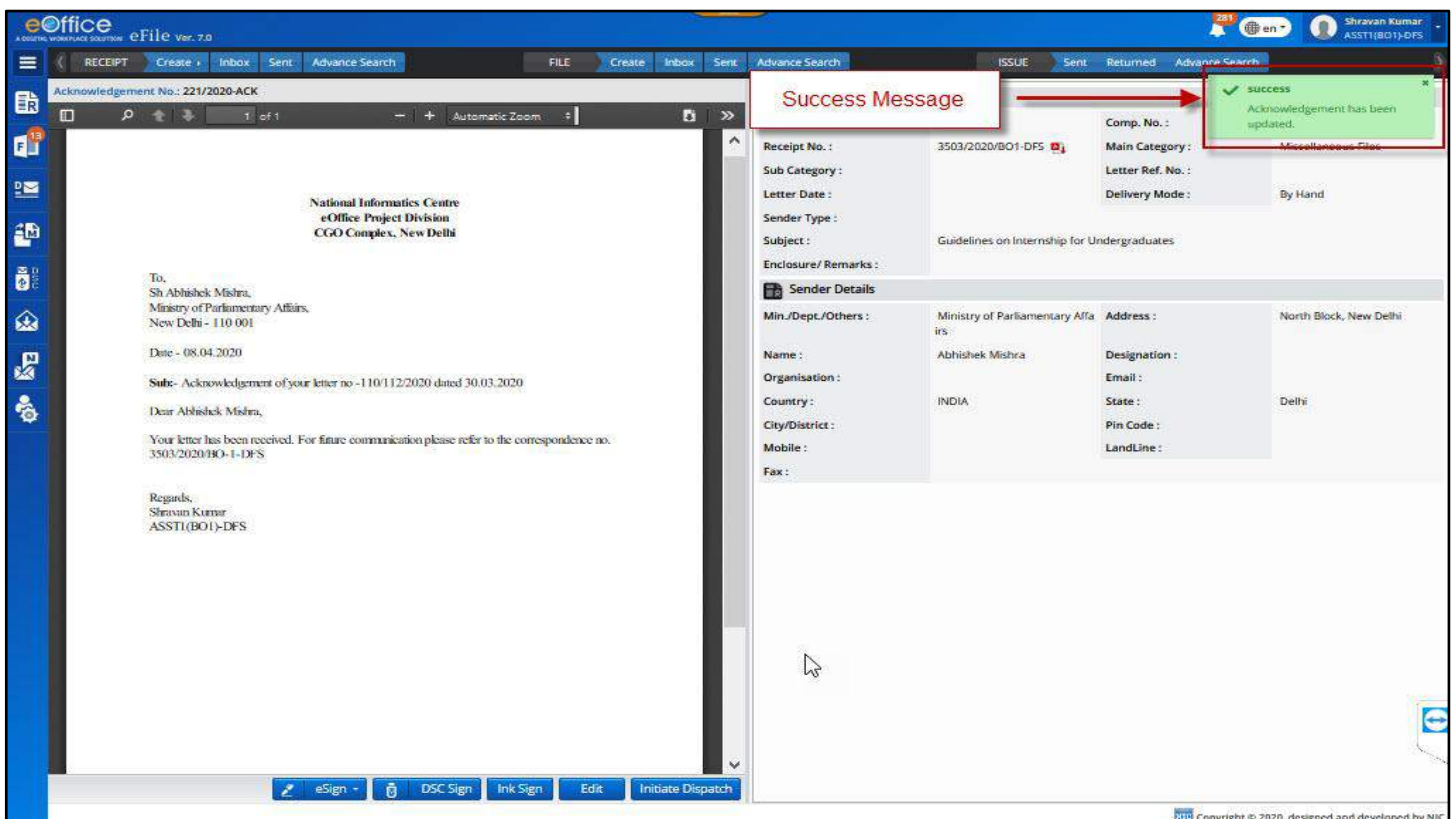 eOffice
A DIGITAL WORKPLACE SOLUTION eFile Ver. 7.0
281
en
Shravan Kumar
ASST1(BO1)-DFS
RECEIPT Create Inbox Sent Advance Search FILE Create Inbox Sent Advance Search ISSUE Sent Returned Advance Search
Acknowledgement No.: 221/2020-ACK
1 of 1 Automatic Zoom
13
National Informatics Centre
eOffice Project Division
CGO Complex, New Delhi
To,
Sh Abhishek Mishra,
Ministry of Parliamentary Affairs,
New Delhi - 110 001
Date - 08.04.2020
Sub:- Acknowledgement of your letter no -110/112/2020 dated 30.03.2020
Dear Abhishek Mishra,
Your letter has been received. For future communication please refer to the correspondence no.
3503/2020/BO-1-DFS
Regards,
Shravan Kumar
ASST1(BO1)-DFS
eSign DSC Sign Ink Sign Edit Initiate Dispatch
Success Message
success
Acknowledgement has been
updated.
Comp. No. :
Receipt No. : 3503/2020/BO1-DFS Main Category : Miscellaneous Files
Sub Category : Letter Ref. No. :
Letter Date : Delivery Mode : By Hand
Sender Type :
Subject : Guidelines on Internship for Undergraduates
Enclosure/ Remarks :
Sender Details
Min./Dept./Others : Ministry of Parliamentary Affa Address : North Block, New Delhi
irs
Name : Abhishek Mishra Designation :
Organisation : Email :
Country : INDIA State : Delhi
City/District : Pin Code :
Mobile : LandLine :
Fax :
Copyright © 2020, designed and developed by NIC